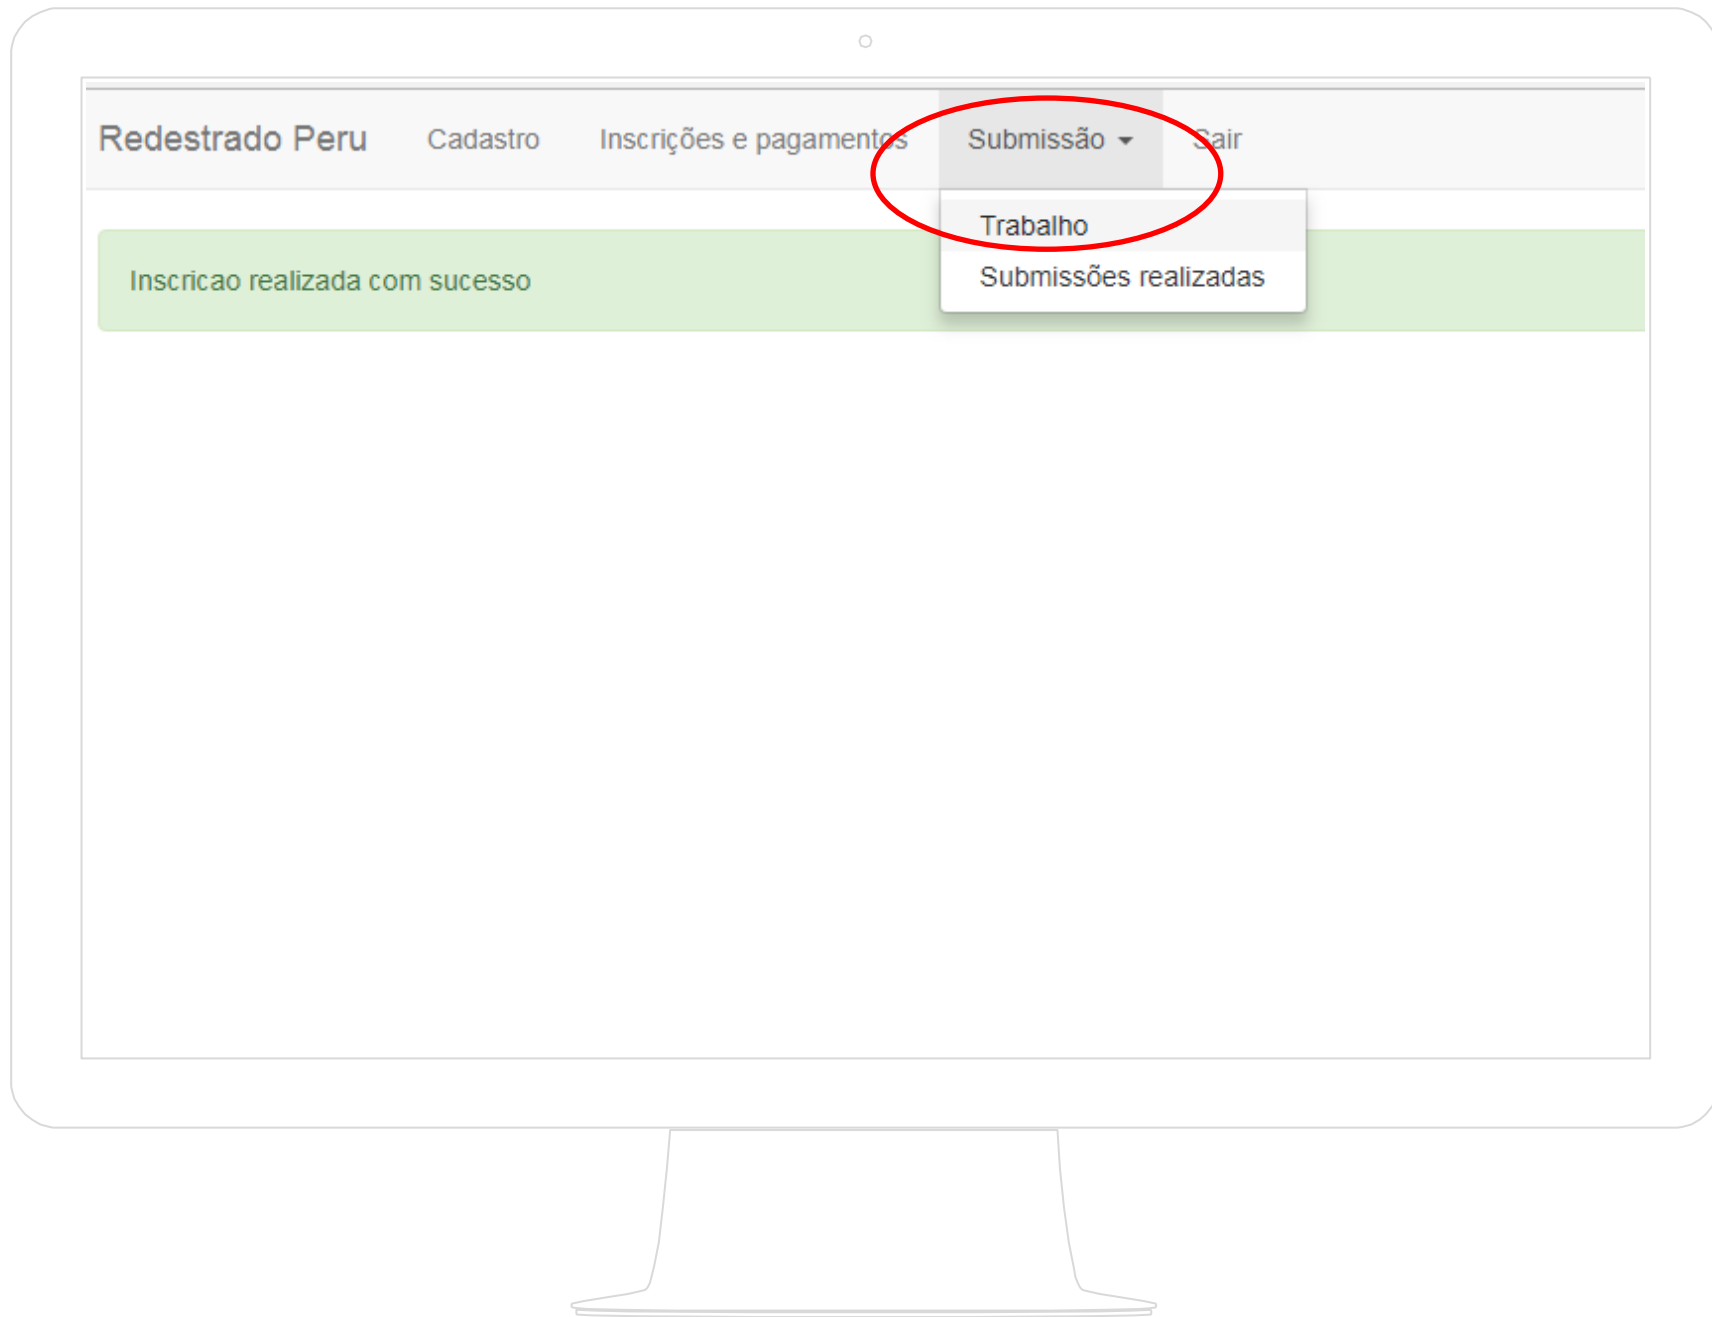 Redestrado Peru Cadastro Inscrições e pagamentos Submissão Sair
Trabalho
Submissões realizadas
Inscricao realizada com sucesso